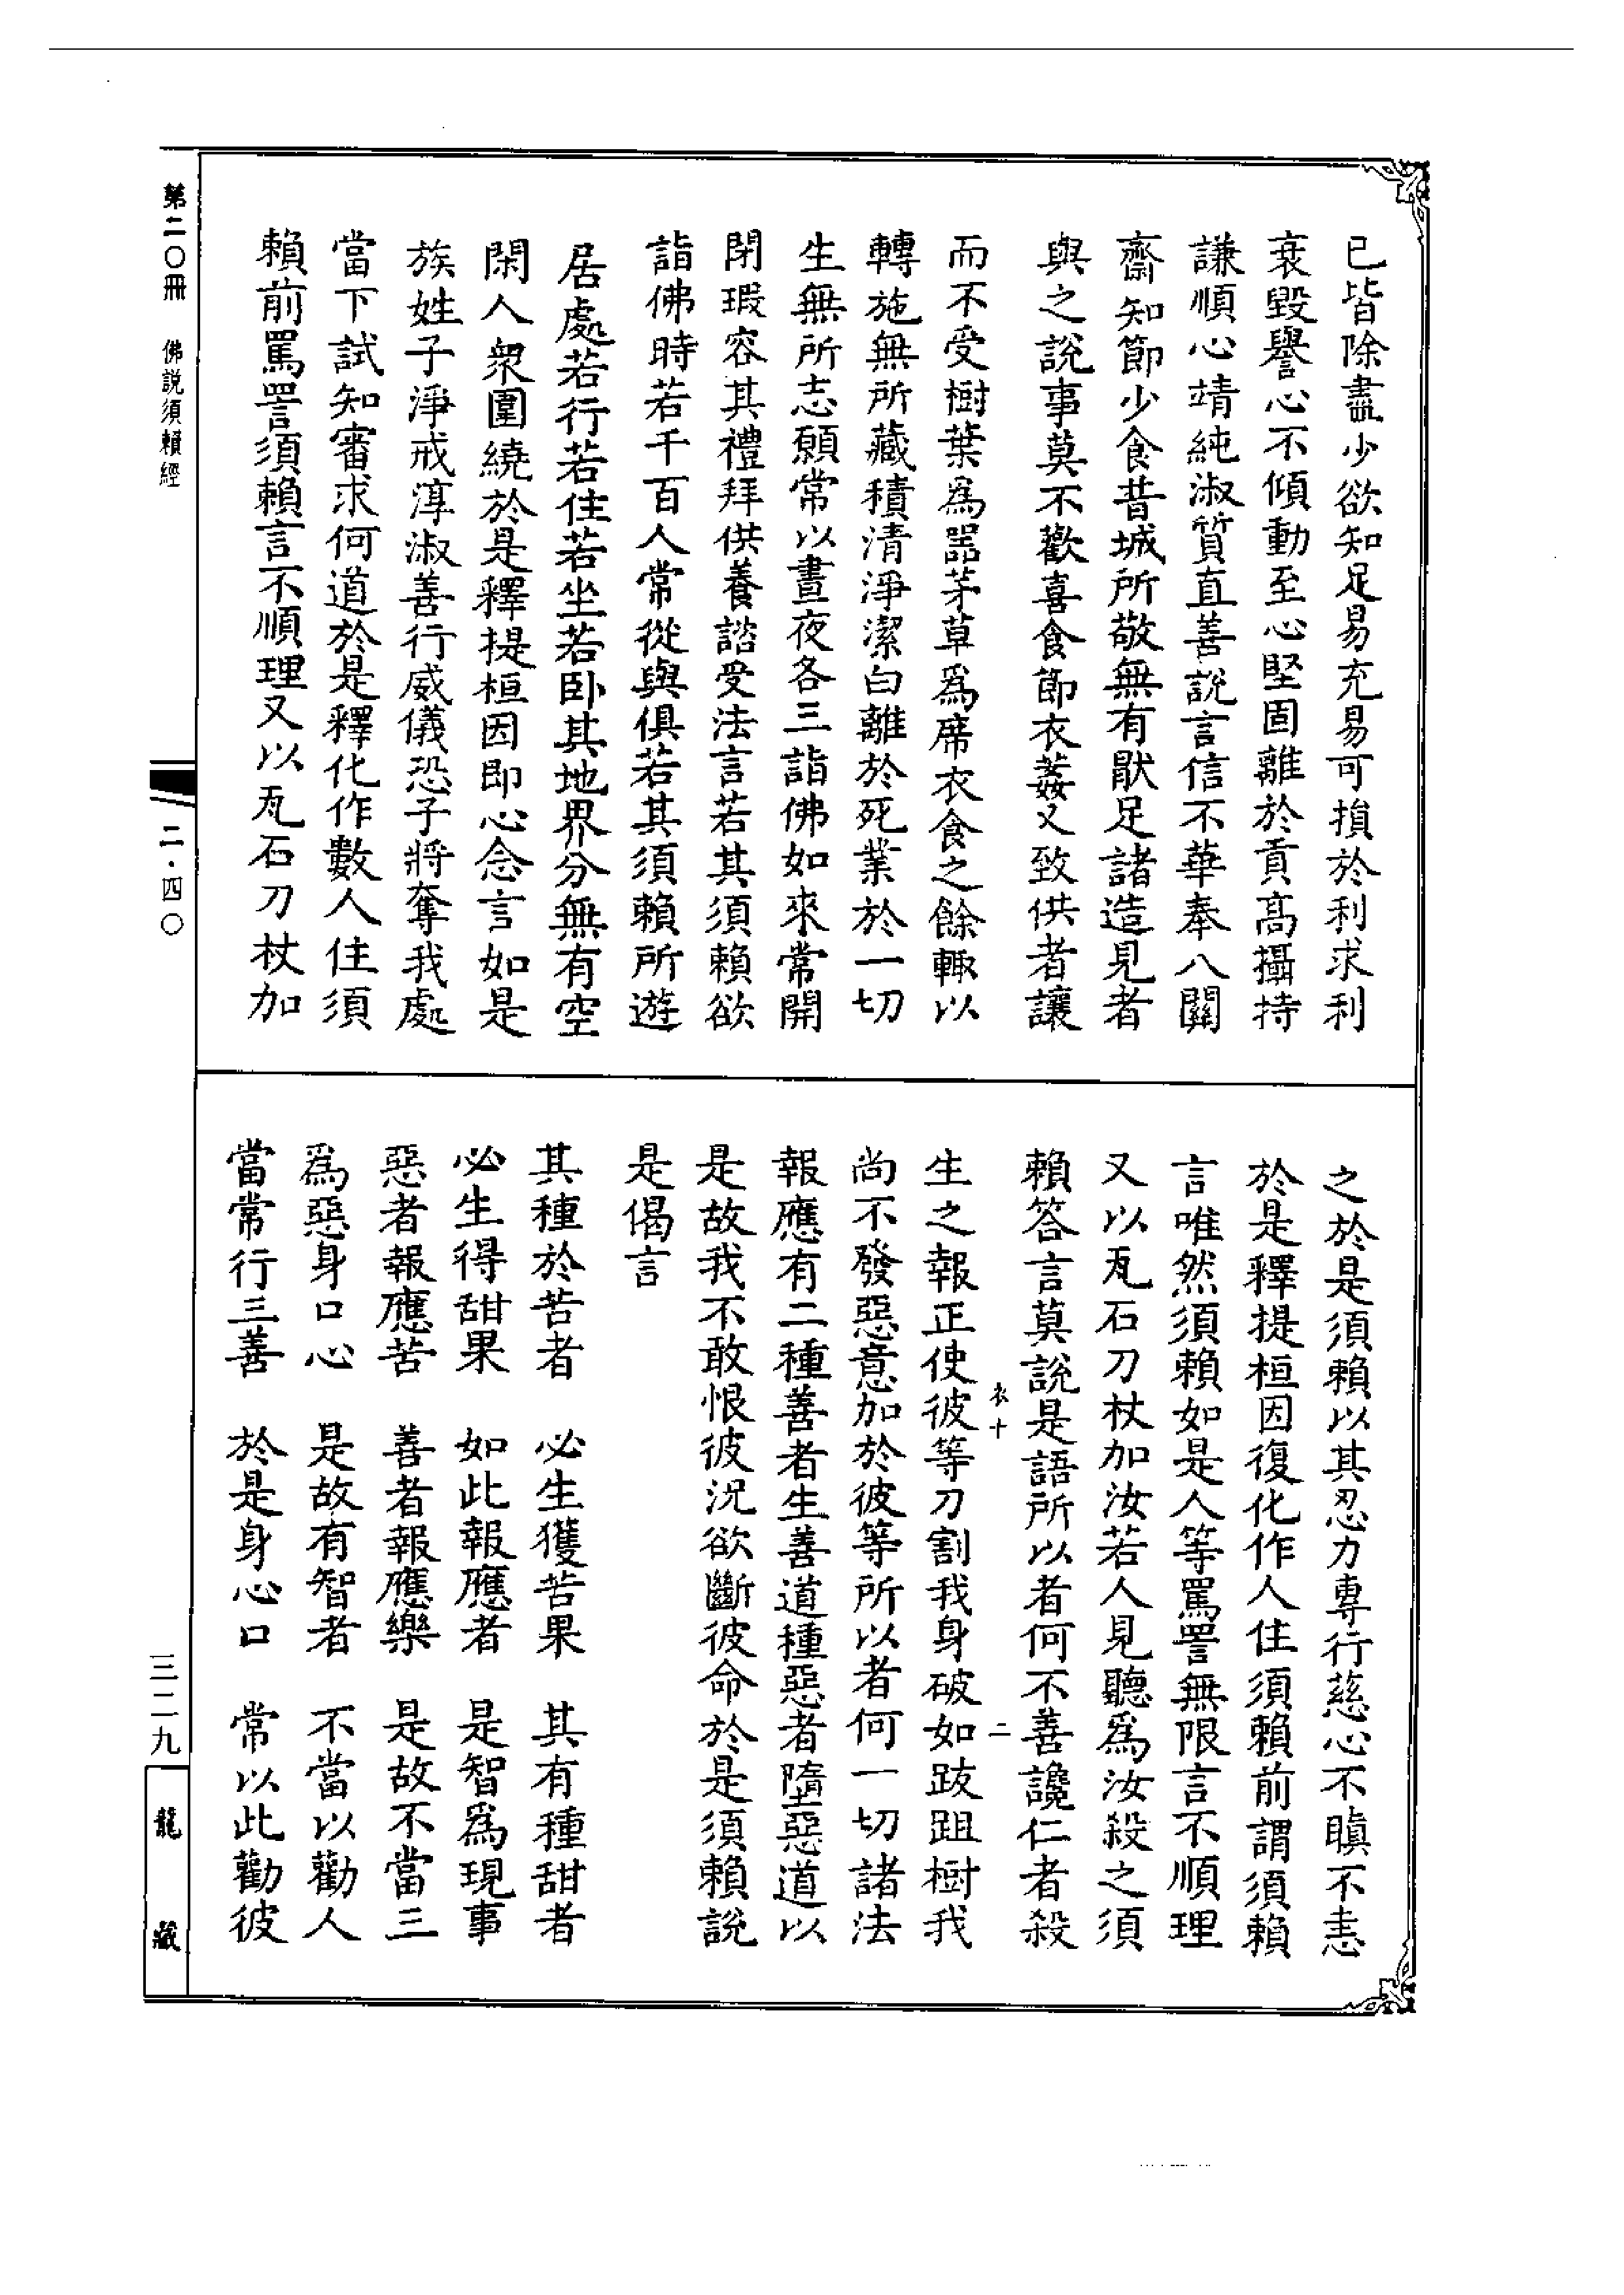 已皆除盡少欲知足易充易可損於利求利
衰毀譽心不傾動至心堅固離於貢高攝持
謙順心靖純淑質直善說言信不華奉八關
齋知節少食昔城所敬無有猒足諸造見者
與之說事莫不歡喜食節衣麤又致供者讓
而不受樹葉爲器茅草爲席衣食之餘輒以
轉施無所藏積清淨潔白離於死業於一切
生無所志願常以晝夜各三詣佛如來常開
閉瑕容其禮拜供養諮受法言若其須賴欲
詣佛時若千百人常從與俱若其須賴所遊
居處若行若住若坐若卧其地界分無有空
閑人衆圍繞於是釋提桓因即心念言如是
族姓子淨戒淳淑善行威儀恐子將奪我處
當下試知審求何道於是釋化作數人住須
賴前罵詈須賴言不順理又以瓦石刀杖加
之於是須賴以其忍力專行慈心不瞋不恚
於是釋提桓因復化作人住須賴前謂須賴
言唯然須賴如是人等罵詈無限言不順理
又以瓦石刀杖加汝若人見聽爲汝殺之須
賴答言莫說是語所以者何不善讒仁者殺
生之報正使彼等刀割我身破如跂跙樹我
尚不發惡意加於彼等所以者何一切諸法
報應有二種善者生善道種惡者墮惡道以
是故我不敢恨彼況欲斷彼命於是須賴說
是偈言
其種於苦者　必生獲苦果　其有種甜者
必生得甜果　如此報應者　是智爲現事
惡者報應苦　善者報應樂　是故不當三
爲惡身口心　是故有智者　不當以勸人
當常行三善　於是身心口　常以此勸彼
衣十
二
第二〇冊　佛說須賴經
二·四〇
三二九
龍藏